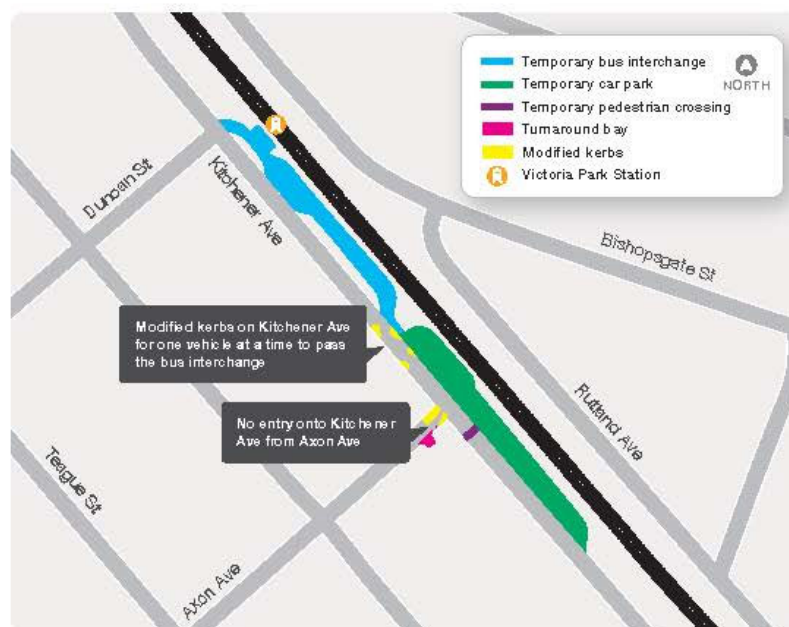 Temporary bus interchange
Temporary car park
Temporary pedestrian crossing
Turnaround bay
Modified kerbs
Victoria Park Station
NORTH
Duncan St
Kitchener Ave
Bishopsgate St
Modified kerbs on Kitchener Ave
for one vehicle at a time to pass
the bus interchange
No entry onto Kitchener
Ave from Axon Ave
Rutland Ave
Teague St
Axon Ave